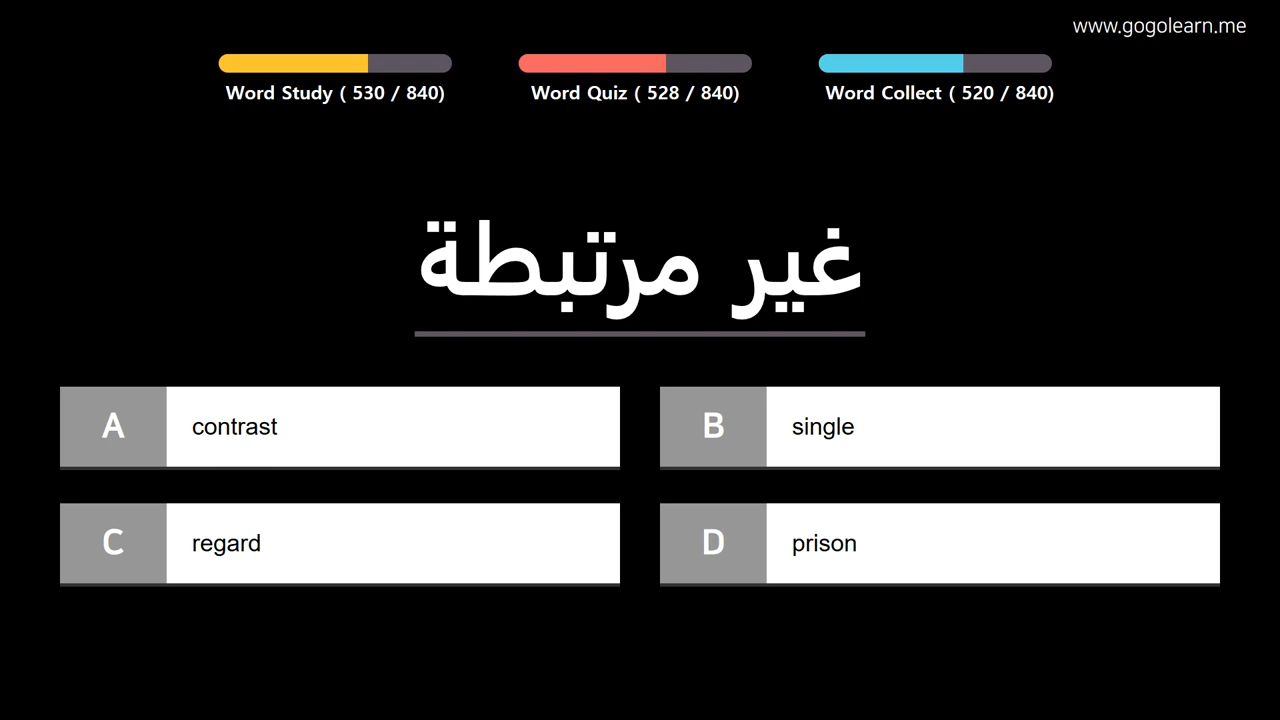 www.gogolearn.me
Word Study ( 530 / 840)
Word Quiz ( 528 / 840)
Word Collect ( 520 / 840)
غير مرتبطة
A contrast
B single
C regard
D prison